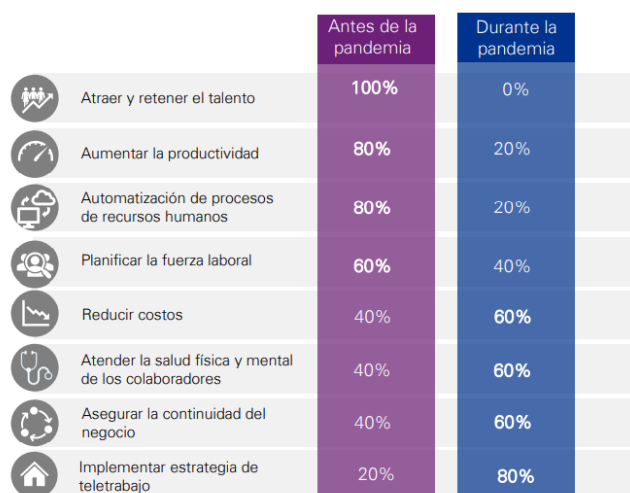 Antes de la
pandemia
Durante la
pandemia
Atraer y retener el talento
100%
0%
Aumentar la productividad
80%
20%
Automatización de procesos
de recursos humanos
80%
20%
Planificar la fuerza laboral
60%
40%
Reducir costos
40%
60%
Atender la salud física y mental
de los colaboradores
40%
60%
Asegurar la continuidad del
negocio
40%
60%
Implementar estrategia de
teletrabajo
20%
80%